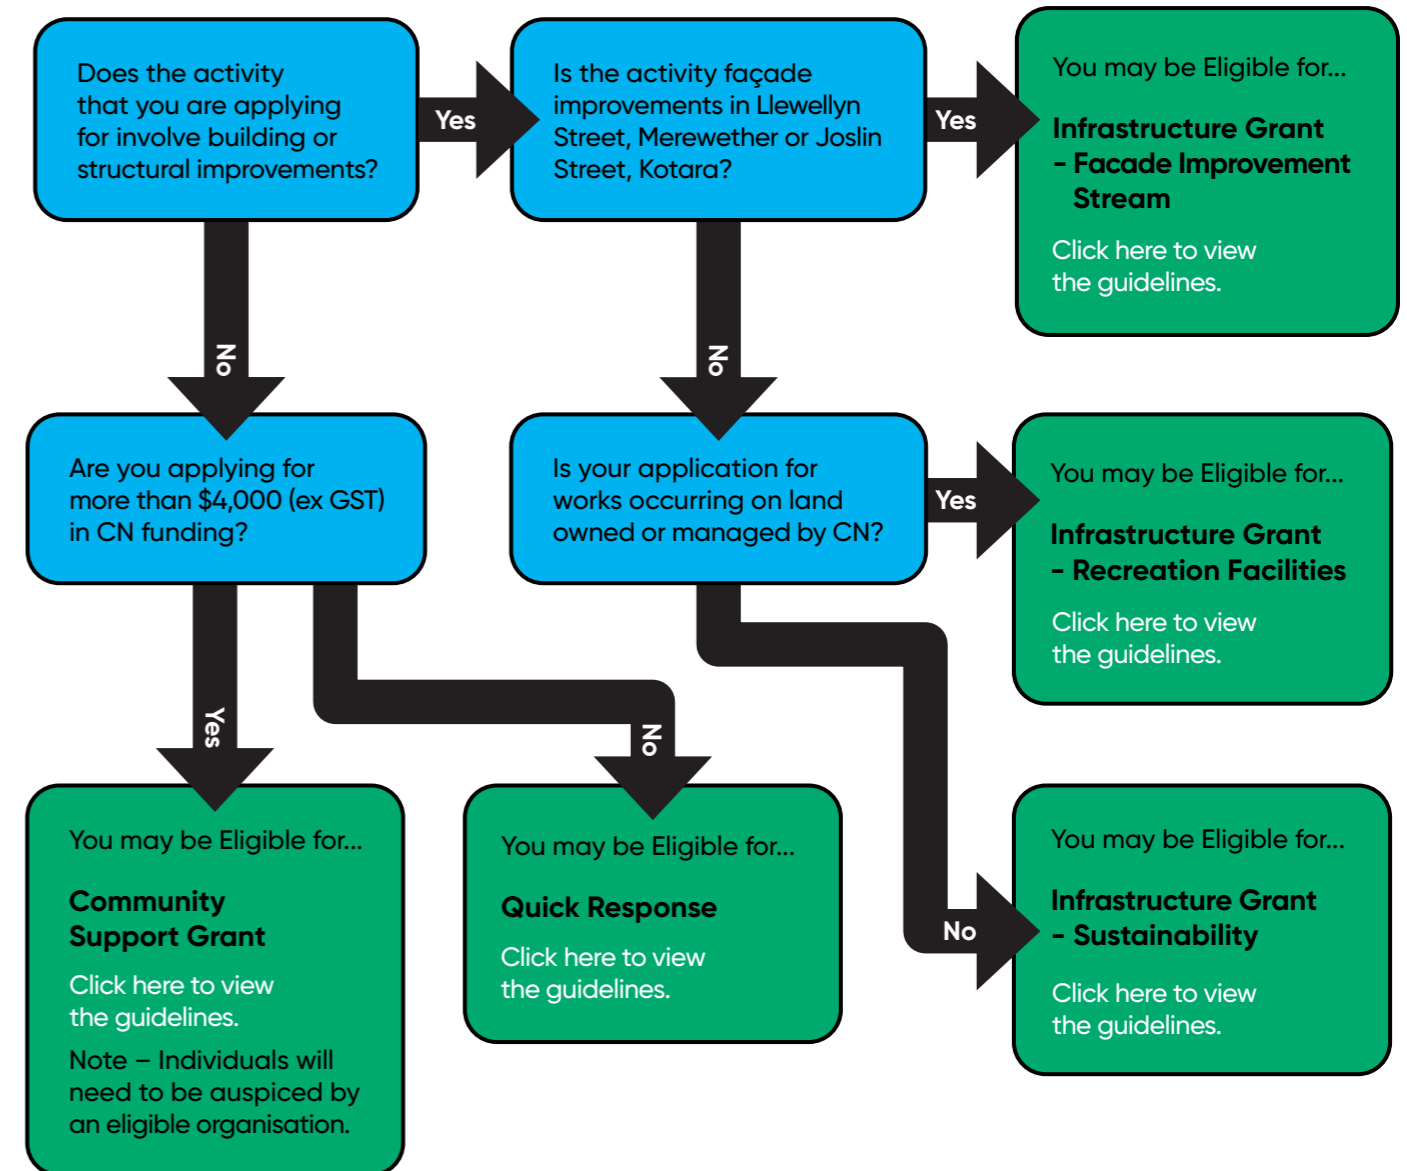 Does the activity
that you are applying
for involve building or
structural improvements?
Yes
Is the activity façade
improvements in Llewellyn
Street, Merewether or Joslin
Street, Kotara?
Yes
You may be Eligible for...
Infrastructure Grant
- Facade Improvement
Stream
Click here to view
the guidelines.
No
No
Are you applying for
more than $4,000 (ex GST)
in CN funding?
Is your application for
works occurring on land
owned or managed by CN?
Yes
You may be Eligible for...
Infrastructure Grant
- Recreation Facilities
Click here to view
the guidelines.
Yes
No
You may be Eligible for...
Community
Support Grant
Click here to view
the guidelines.
Note – Individuals will
need to be auspiced by
an eligible organisation.
You may be Eligible for...
Quick Response
Click here to view
the guidelines.
No
You may be Eligible for...
Infrastructure Grant
- Sustainability
Click here to view
the guidelines.